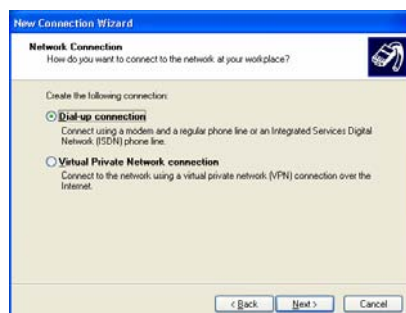 New Connection Wizard
Network Connection
How do you want to connect to the network at your workplace?
Create the following connection:
Dial-up connection
Connect using a modem and a regular phone line or an Integrated Services Digital
Network (ISDN) phone line.
Virtual Private Network connection
Connect to the network using a virtual private network (VPN) connection over the
Internet.
< Back
Next >
Cancel